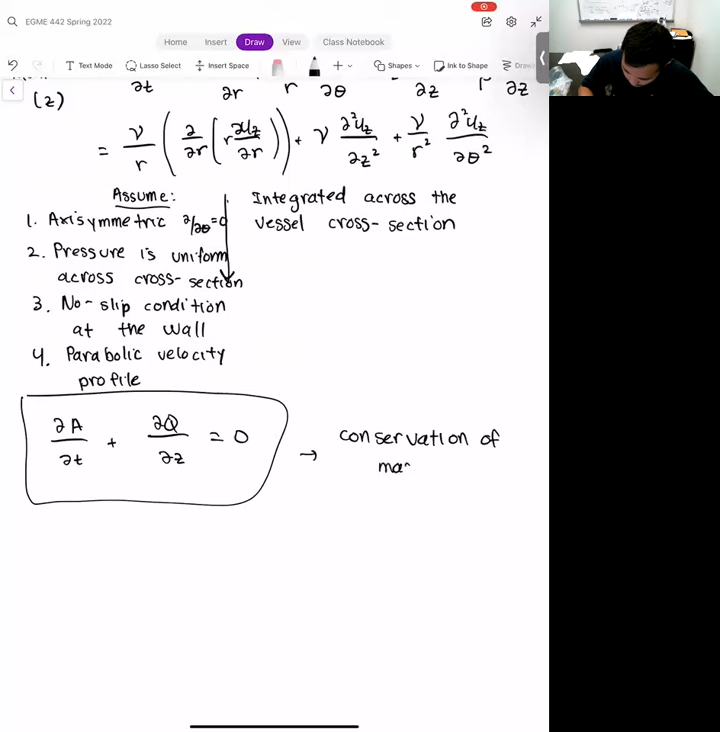 EGME 442 Spring 2022
Home Insert Draw View Class Notebook
Text Mode Lasso Select Insert Space Shapes Ink to Shape Draw
∂t ∂r r ∂θ ∂z ρ ∂z
(z)
= ν/r (∂/∂r (r ∂u_z/∂r)) + ν ∂²u_z/∂z² + ν/r² ∂²u_z/∂θ²
Assume:
1. Axisymmetric ∂/∂θ=0
2. Pressure is uniform
across cross-section
3. No-slip condition
at the wall
4. Parabolic velocity
profile
Integrated across the
vessel cross-section
∂A/∂t + ∂Q/∂z = 0
→ conservation of
ma